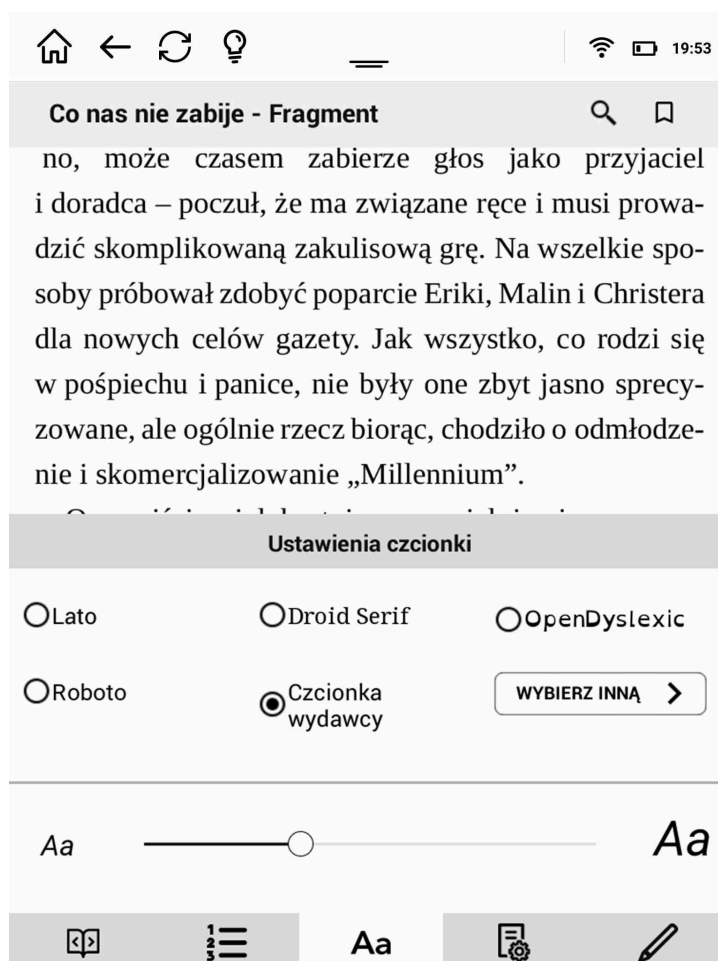 19:53
Co nas nie zabije - Fragment
no, może czasem zabierze głos jako przyjaciel
i doradca – poczuł, że ma związane ręce i musi prowa-
dzić skomplikowaną zakulisową grę. Na wszelkie spo-
soby próbował zdobyć poparcie Eriki, Malin i Christera
dla nowych celów gazety. Jak wszystko, co rodzi się
w pośpiechu i panice, nie były one zbyt jasno sprecy-
zowane, ale ogólnie rzecz biorąc, chodziło o odmłodze-
nie i skomercjalizowanie „Millennium”.
Ustawienia czcionki
Lato
Droid Serif
OpenDyslexic
Roboto
Czcionka
wydawcy
WYBIERZ INNĄ
Aa
Aa
1
2
3
Aa